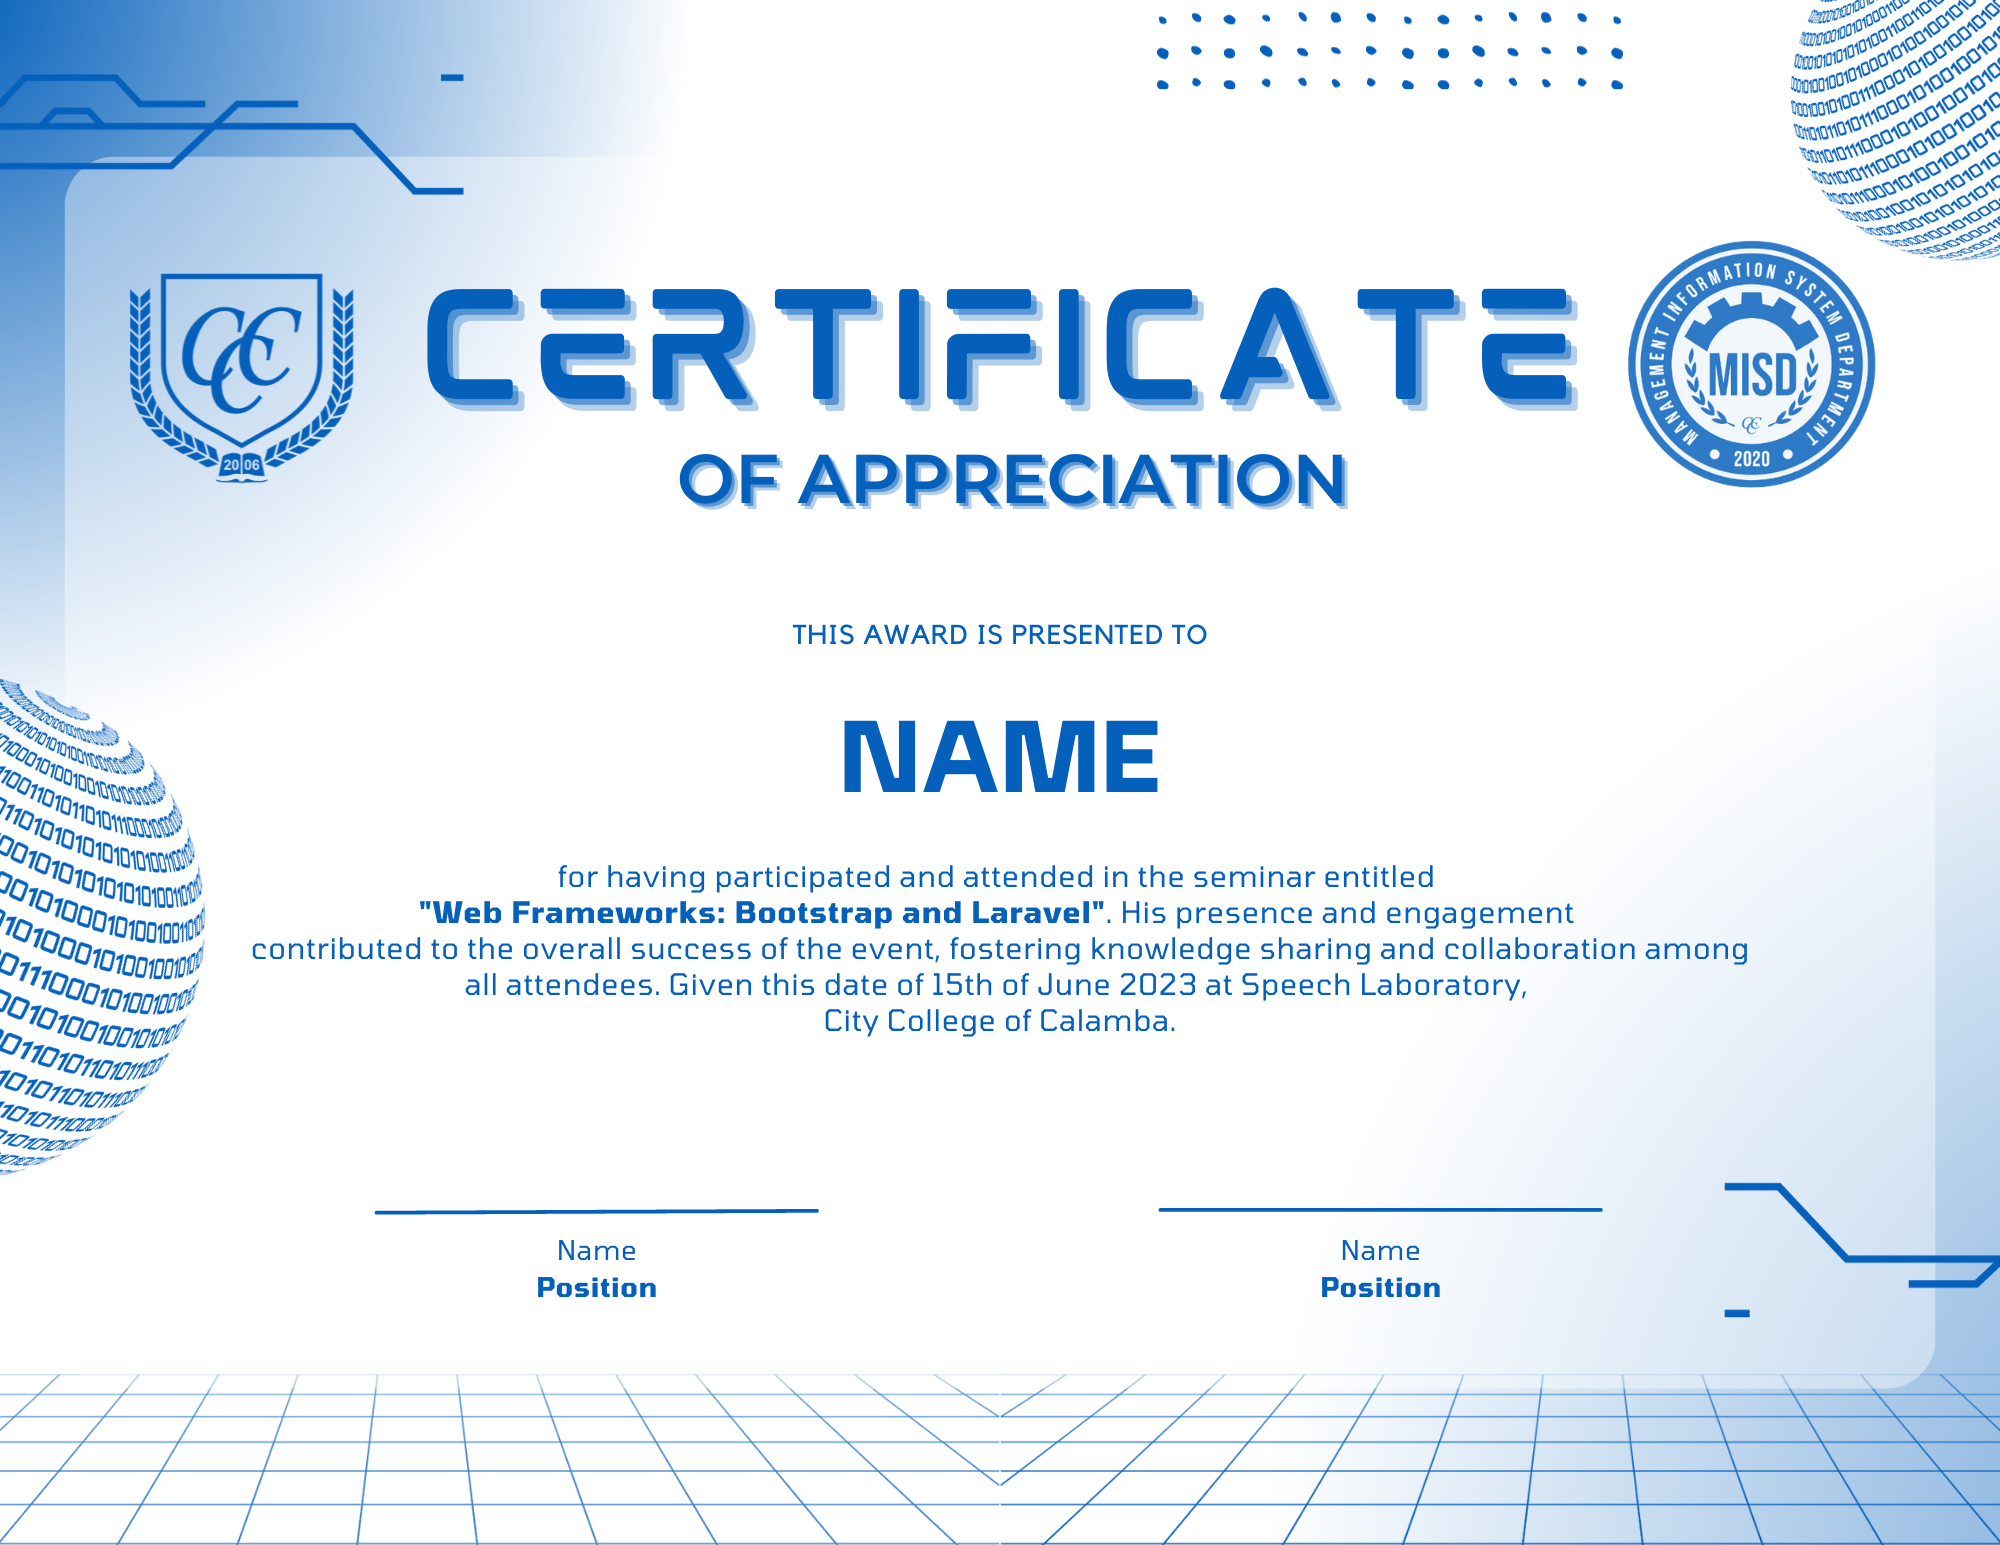 CCC
2006
CERTIFICATE
OF APPRECIATION
MANAGEMENT INFORMATION SYSTEM DEPARTMENT
MISD
CCC
2020
THIS AWARD IS PRESENTED TO
NAME
for having participated and attended in the seminar entitled
"Web Frameworks: Bootstrap and Laravel". His presence and engagement
contributed to the overall success of the event, fostering knowledge sharing and collaboration among
all attendees. Given this date of 15th of June 2023 at Speech Laboratory,
City College of Calamba.
Name
Position
Name
Position